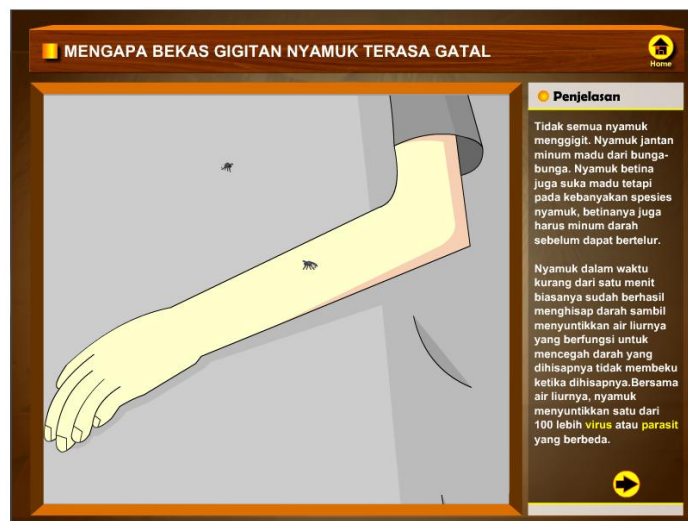 MENGAPA BEKAS GIGITAN NYAMUK TERASA GATAL
Home
Penjelasan
Tidak semua nyamuk
menggigit. Nyamuk jantan
minum madu dari bunga-
bunga. Nyamuk betina
juga suka madu tetapi
pada kebanyakan spesies
nyamuk, betinanya juga
harus minum darah
sebelum dapat bertelur.
Nyamuk dalam waktu
kurang dari satu menit
biasanya sudah berhasil
menghisap darah sambil
menyuntikkan air liurnya
yang berfungsi untuk
mencegah darah yang
dihisapnya tidak membeku
ketika dihisapnya.Bersama
air liurnya, nyamuk
menyuntikkan satu dari
100 lebih virus atau parasit
yang berbeda.